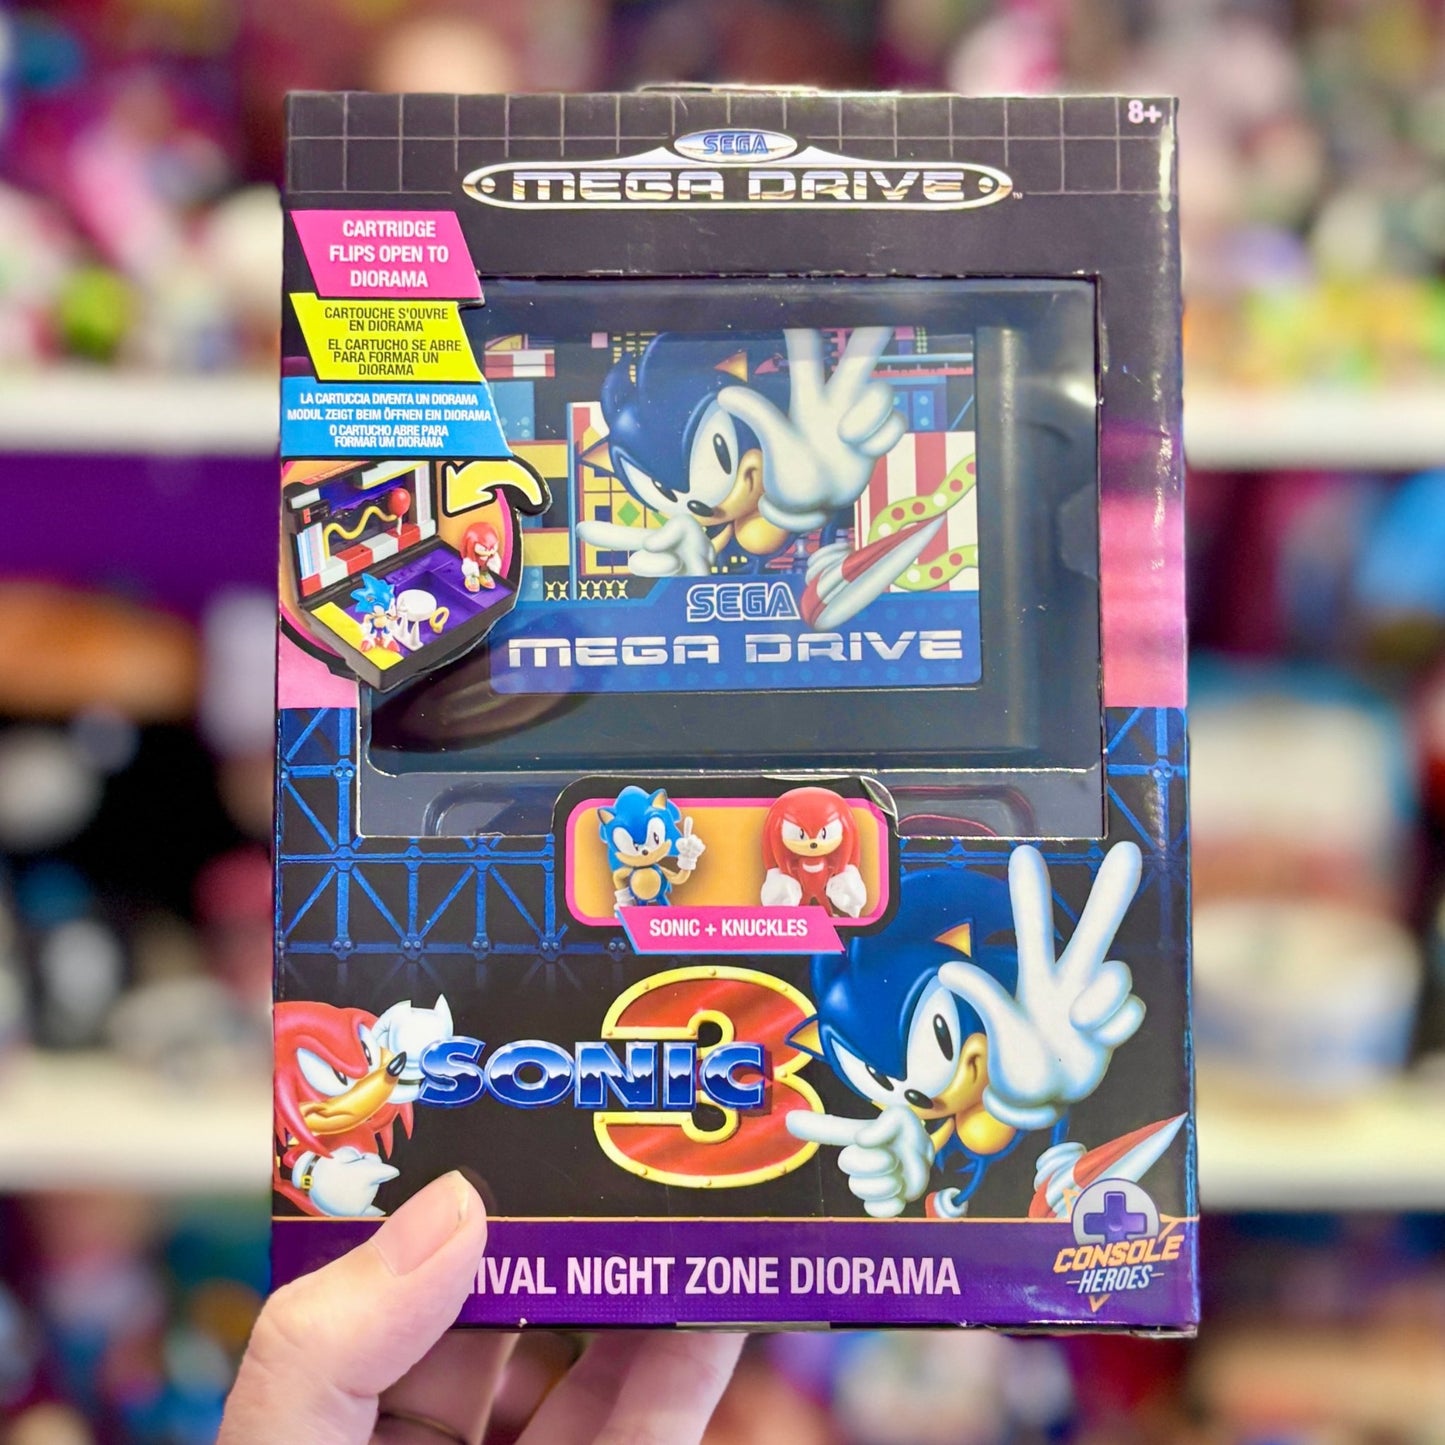 8+
SEGA
MEGA DRIVE™
CARTRIDGE
FLIPS OPEN TO
DIORAMA
CARTOUCHE S'OUVRE
EN DIORAMA
EL CARTUCHO SE ABRE
PARA FORMAR UN
DIORAMA
LA CARTUCCIA DIVENTA UN DIORAMA
MODUL ZEIGT BEIM ÖFFNEN EIN DIORAMA
O CARTUCHO ABRE PARA
FORMAR UM DIORAMA
SEGA
MEGA DRIVE
SONIC + KNUCKLES
SONIC 3
IVAL NIGHT ZONE DIORAMA
CONSOLE
HEROES